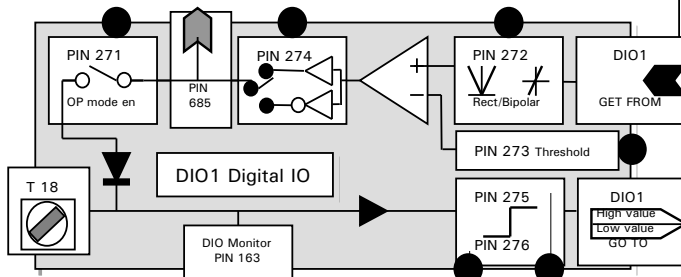 PIN 271
OP mode en
PIN
685
PIN 274
PIN 272
Rect/Bipolar
DIO1
GET FROM
PIN 273 Threshold
T 18
DIO1 Digital IO
DIO Monitor
PIN 163
PIN 275
PIN 276
DIO1
High value
Low value
GO TO